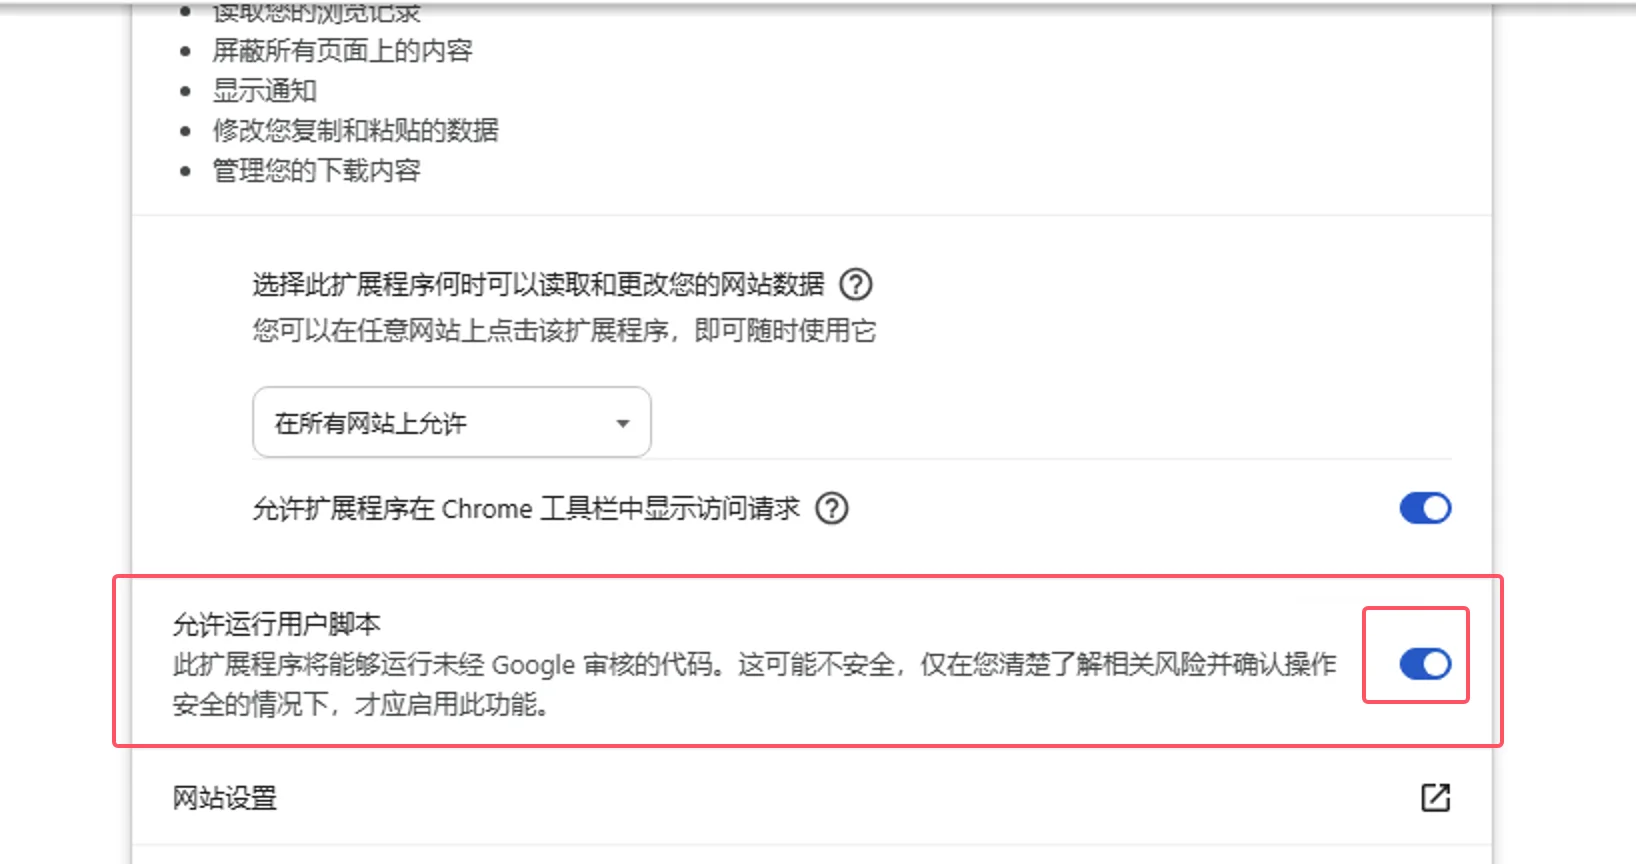 读取您的浏览记录
屏蔽所有页面上的内容
显示通知
修改您复制和粘贴的数据
管理您的下载内容
选择此扩展程序何时可以读取和更改您的网站数据
您可以在任意网站上点击该扩展程序，即可随时使用它
在所有网站上允许
允许扩展程序在 Chrome 工具栏中显示访问请求
允许运行用户脚本
此扩展程序将能够运行未经 Google 审核的代码。这可能不安全，仅在您清楚了解相关风险并确认操作
安全的情况下，才应启用此功能。
网站设置